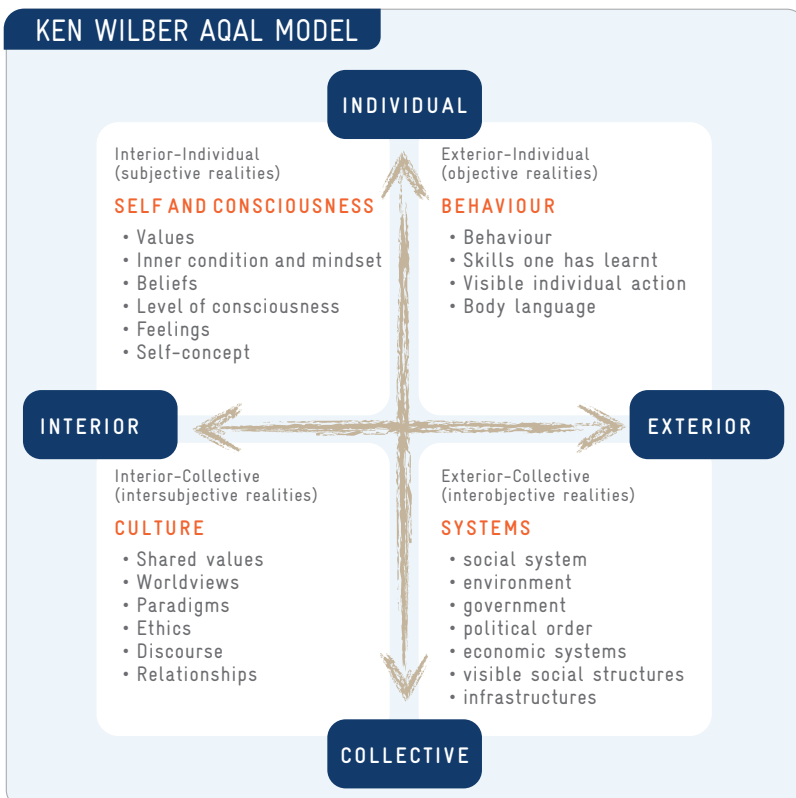 KEN WILBER AQAL MODEL
INDIVIDUAL
Interior-Individual
(subjective realities)
SELF AND CONSCIOUSNESS
• Values
• Inner condition and mindset
• Beliefs
• Level of consciousness
• Feelings
• Self-concept
Exterior-Individual
(objective realities)
BEHAVIOUR
• Behaviour
• Skills one has learnt
• Visible individual action
• Body language
INTERIOR
EXTERIOR
Interior-Collective
(intersubjective realities)
CULTURE
• Shared values
• Worldviews
• Paradigms
• Ethics
• Discourse
• Relationships
Exterior-Collective
(interobjective realities)
SYSTEMS
• social system
• environment
• government
• political order
• economic systems
• visible social structures
• infrastructures
COLLECTIVE